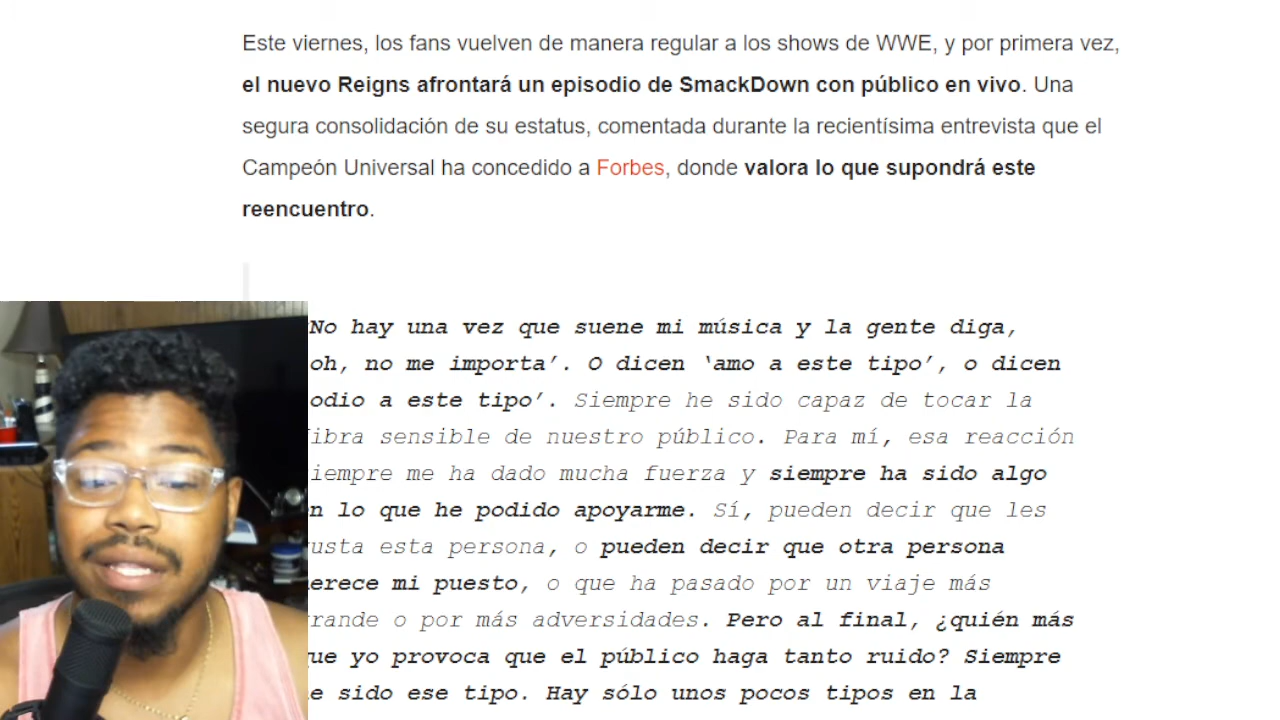 Este viernes, los fans vuelven de manera regular a los shows de WWE, y por primera vez,
el nuevo Reigns afrontará un episodio de SmackDown con público en vivo. Una
segura consolidación de su estatus, comentada durante la recientísima entrevista que el
Campeón Universal ha concedido a Forbes, donde valora lo que supondrá este
reencuentro.
No hay una vez que suene mi música y la gente diga,
oh, no me importa’. O dicen ‘amo a este tipo’, o dicen
odio a este tipo’. Siempre he sido capaz de tocar la
ibra sensible de nuestro público. Para mí, esa reacción
iempre me ha dado mucha fuerza y siempre ha sido algo
n lo que he podido apoyarme. Sí, pueden decir que les
usta esta persona, o pueden decir que otra persona
erece mi puesto, o que ha pasado por un viaje más
rande o por más adversidades. Pero al final, ¿quién más
ue yo provoca que el público haga tanto ruido? Siempre
e sido ese tipo. Hay sólo unos pocos tipos en la